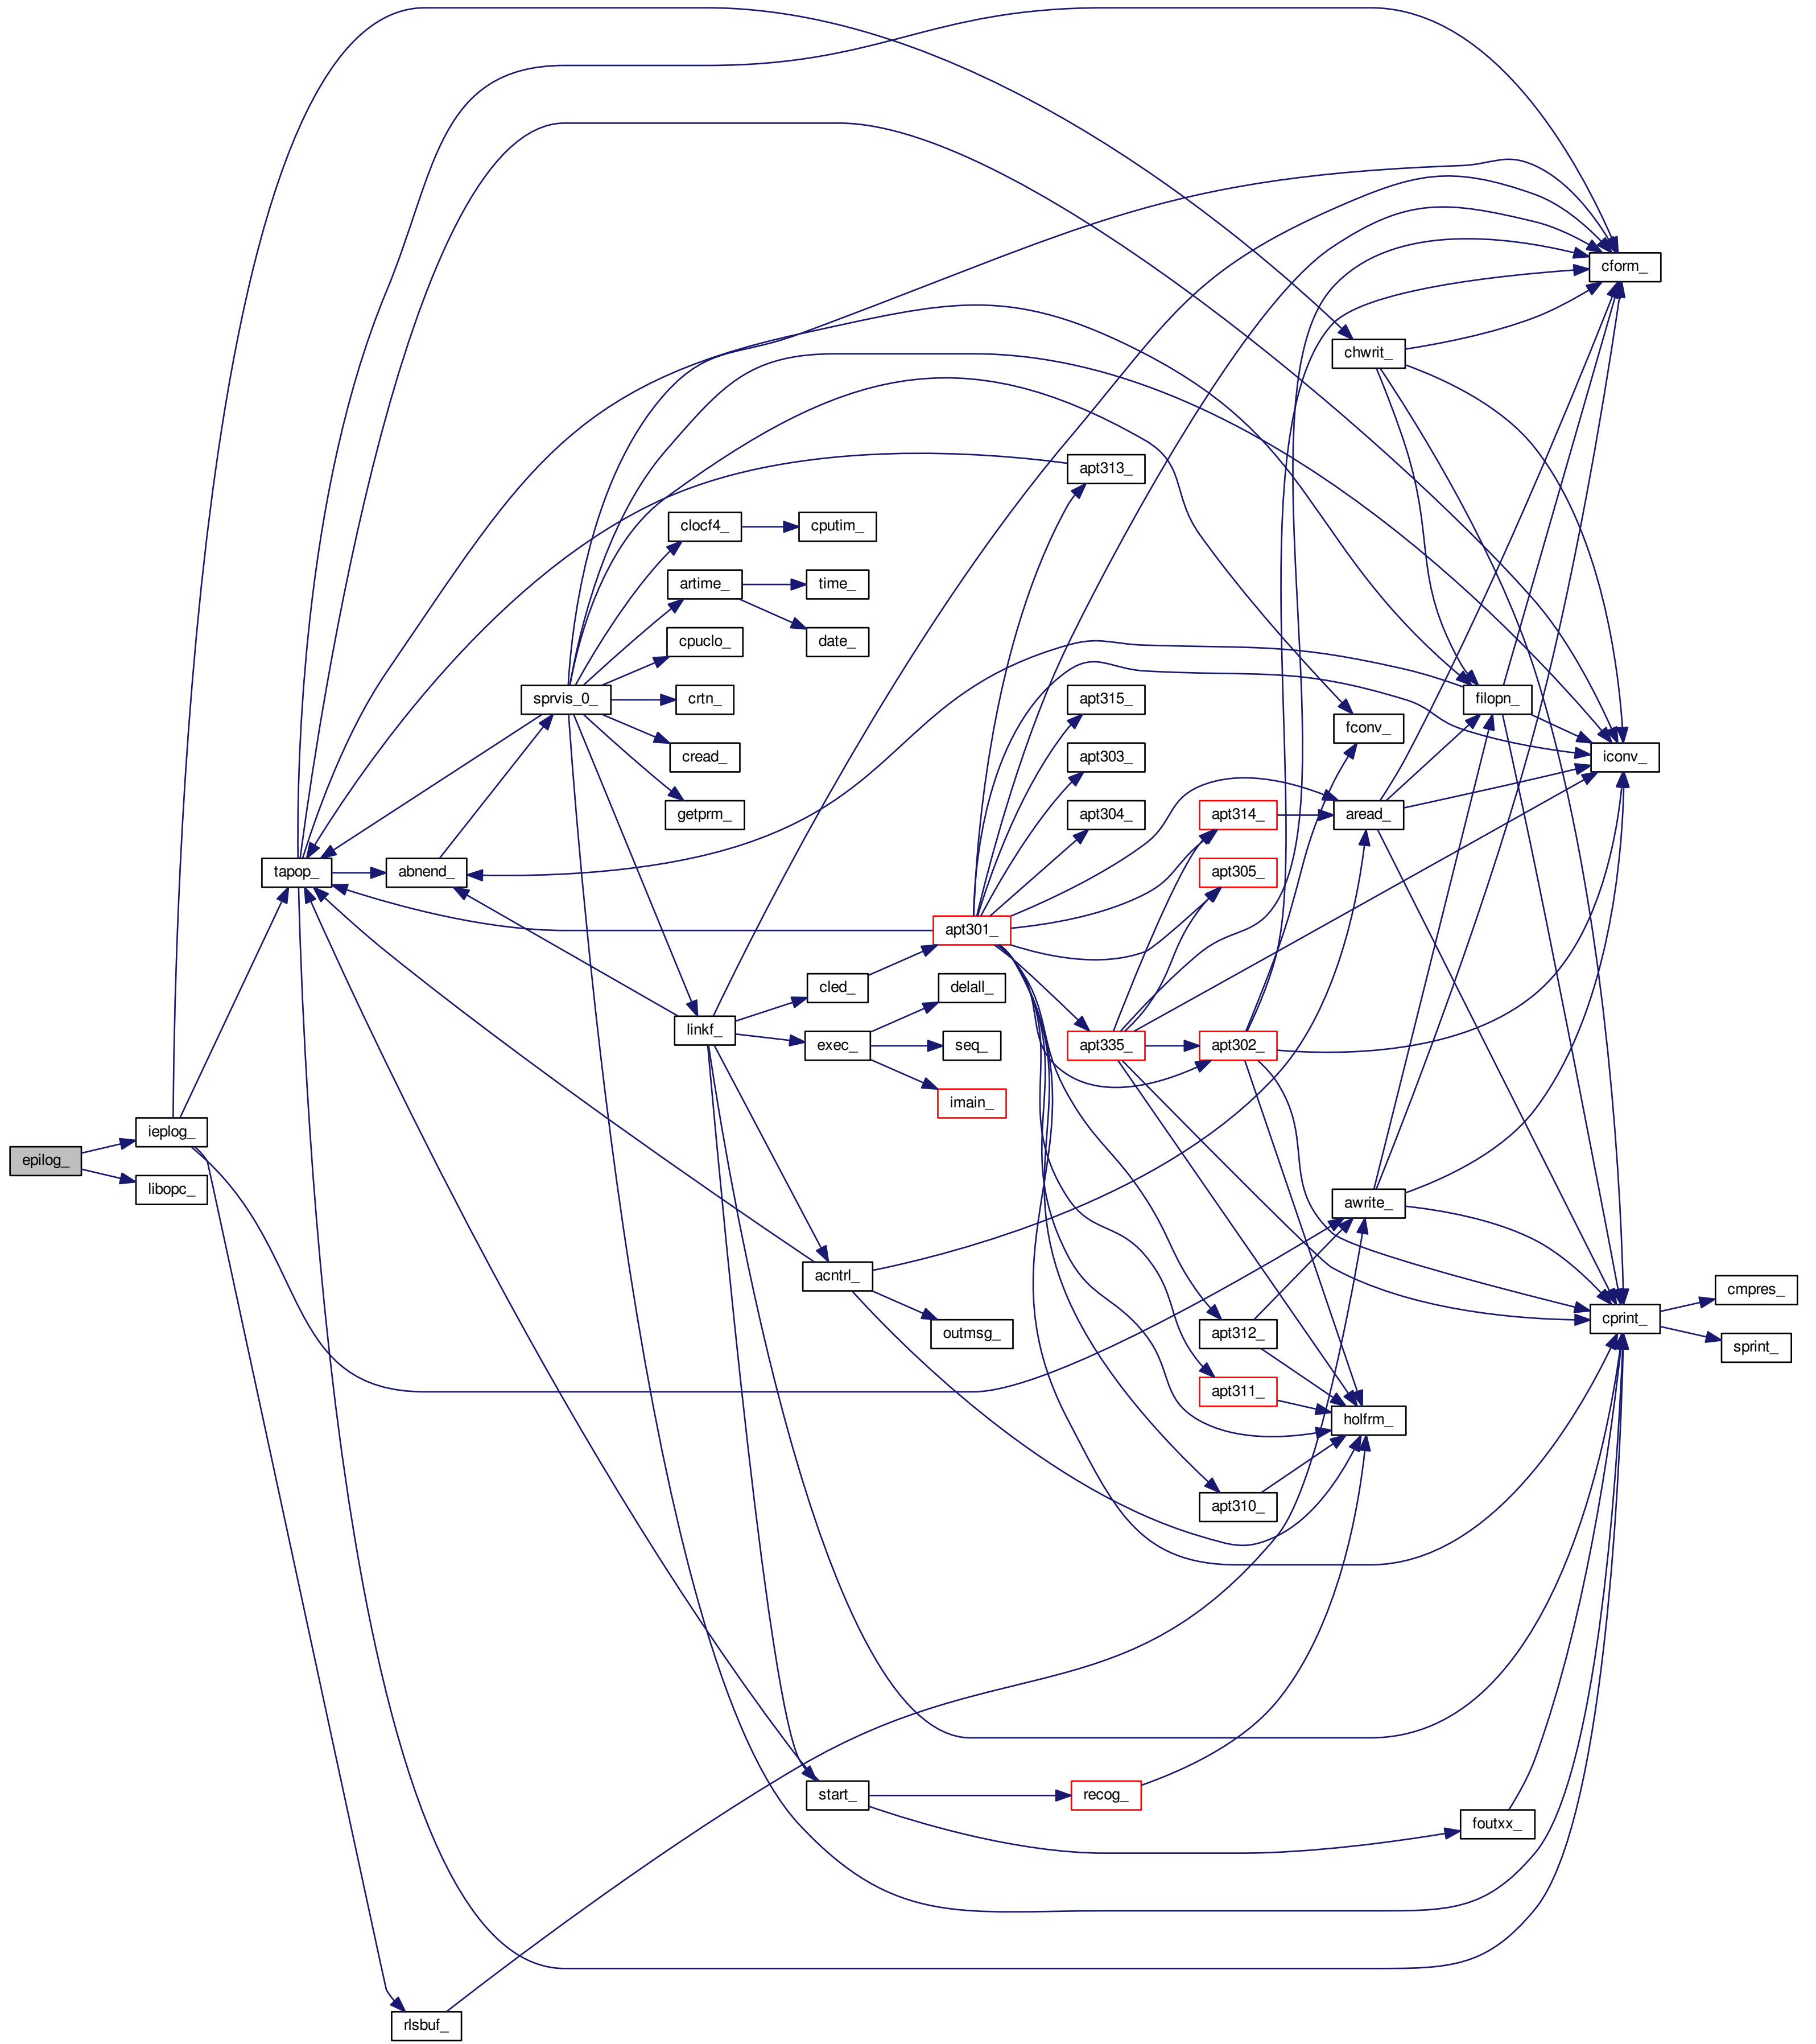 cform_
chwrit_
apt313_
clocf4_
cputim_
artime_
time_
cpuclo_
date_
sprvis_0_
crtn_
apt315_
filopn_
fconv_
cread_
apt303_
iconv_
getprm_
apt304_
apt314_
aread_
tapop_
abnend_
apt305_
apt301_
cled_
delall_
linkf_
exec_
seq_
apt335_
apt302_
imain_
ieplog_
epilog_
libopc_
awrite_
acntrl_
cmpres_
outmsg_
apt312_
cprint_
sprint_
apt311_
holfrm_
apt310_
start_
recog_
foutxx_
rlsbuf_